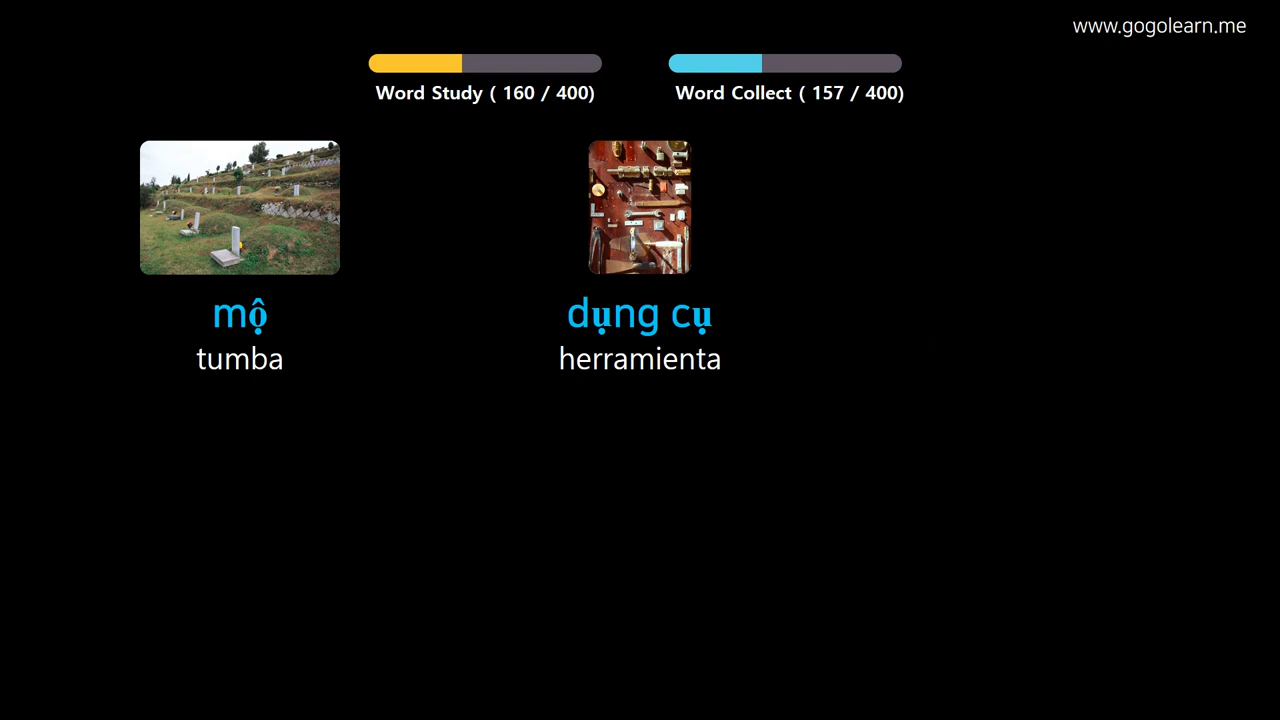 www.gogolearn.me
Word Study ( 160 / 400)
Word Collect ( 157 / 400)
mộ
dụng cụ
tumba
herramienta